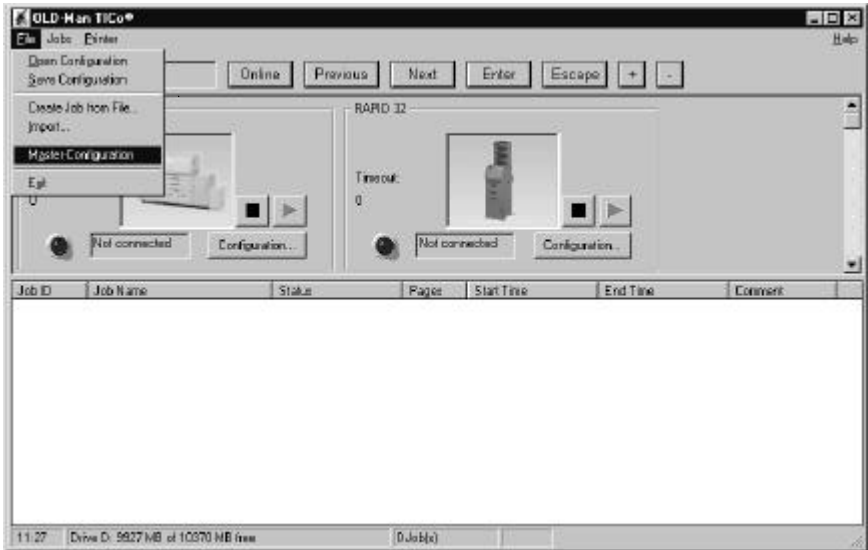 OLD-Man TICo®
File Jobs Printer Help
Open Configuration
Save Configuration
Create Job from File...
Import...
Master-Configuration
Exit
Online Previous Next Enter Escape + -
0
Not connected Configuration...
RAPID 32
Timeout:
0
Not connected Configuration...
Job ID Job Name Status Pages Start Time End Time Comment
11:27 Drive D: 9927 MB of 10370 MB free 0 Job(s)